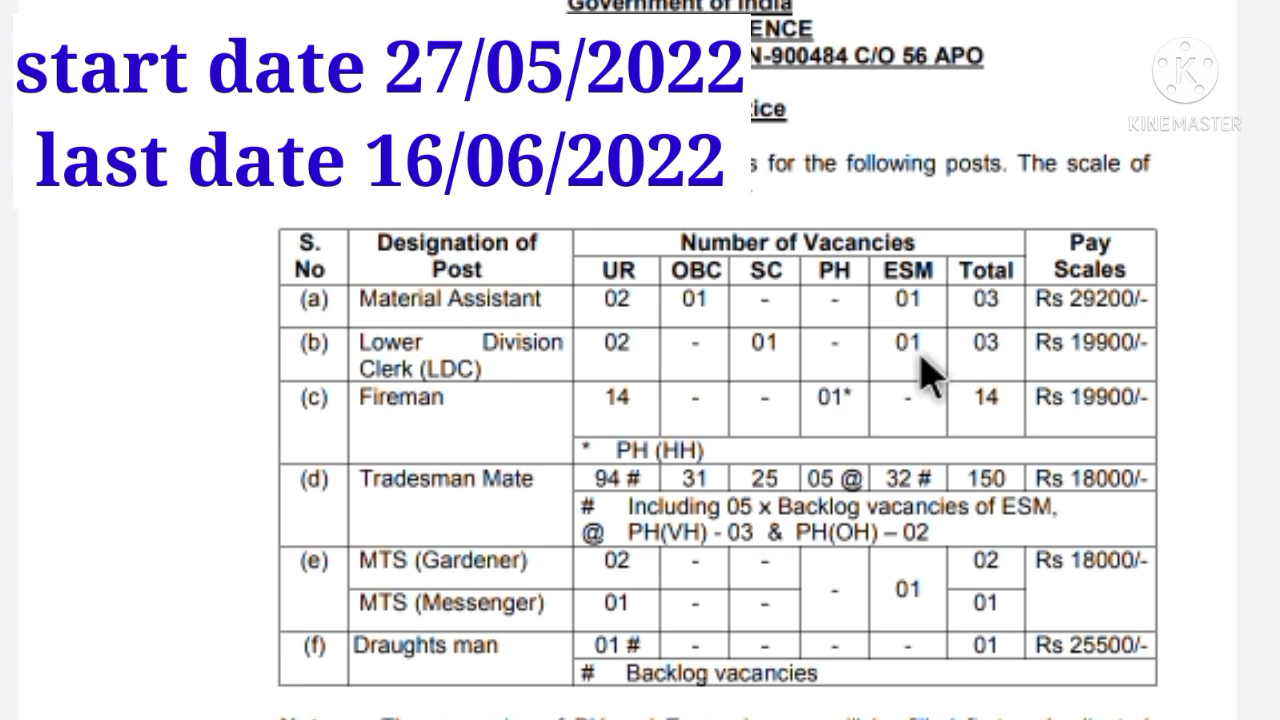 Government of India
start date 27/05/2022
last date 16/06/2022
ENCE
N-900484 C/O 56 APO
KINEMASTER
for the following posts. The scale of
S. No Designation of Post Number of Vacancies Pay Scales
UR OBC SC PH ESM Total
(a) Material Assistant 02 01 - - 01 03 Rs 29200/-
(b) Lower Division Clerk (LDC) 02 - 01 - 01 03 Rs 19900/-
(c) Fireman 14 - - 01* - 14 Rs 19900/-
* PH (HH)
(d) Tradesman Mate 94 # 31 25 05 @ 32 # 150 Rs 18000/-
# Including 05 x Backlog vacancies of ESM,
@ PH(VH) - 03 & PH(OH) – 02
(e) MTS (Gardener) 02 - - - 01 02 Rs 18000/-
MTS (Messenger) 01 - - 01
(f) Draughts man 01 # - - - - 01 Rs 25500/-
# Backlog vacancies